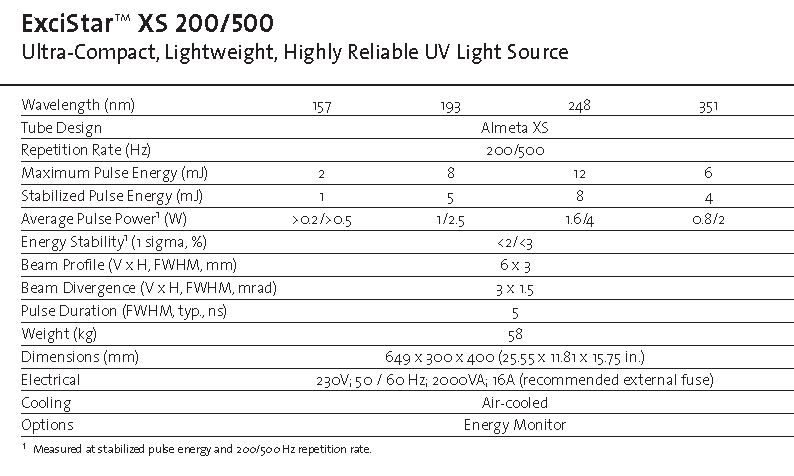 ExciStar™ XS 200/500
Ultra-Compact, Lightweight, Highly Reliable UV Light Source
Wavelength (nm) 157 193 248 351
Tube Design Almeta XS
Repetition Rate (Hz) 200/500
Maximum Pulse Energy (mJ) 2 8 12 6
Stabilized Pulse Energy (mJ) 1 5 8 4
Average Pulse Power¹ (W) >0.2/>0.5 1/2.5 1.6/4 0.8/2
Energy Stability¹ (1 sigma, %) <2/<3
Beam Profile (V x H, FWHM, mm) 6 x 3
Beam Divergence (V x H, FWHM, mrad) 3 x 1.5
Pulse Duration (FWHM, typ., ns) 5
Weight (kg) 58
Dimensions (mm) 649 x 300 x 400 (25.55 x 11.81 x 15.75 in.)
Electrical 230V; 50 / 60 Hz; 2000VA; 16A (recommended external fuse)
Cooling Air-cooled
Options Energy Monitor
¹ Measured at stabilized pulse energy and 200/500 Hz repetition rate.